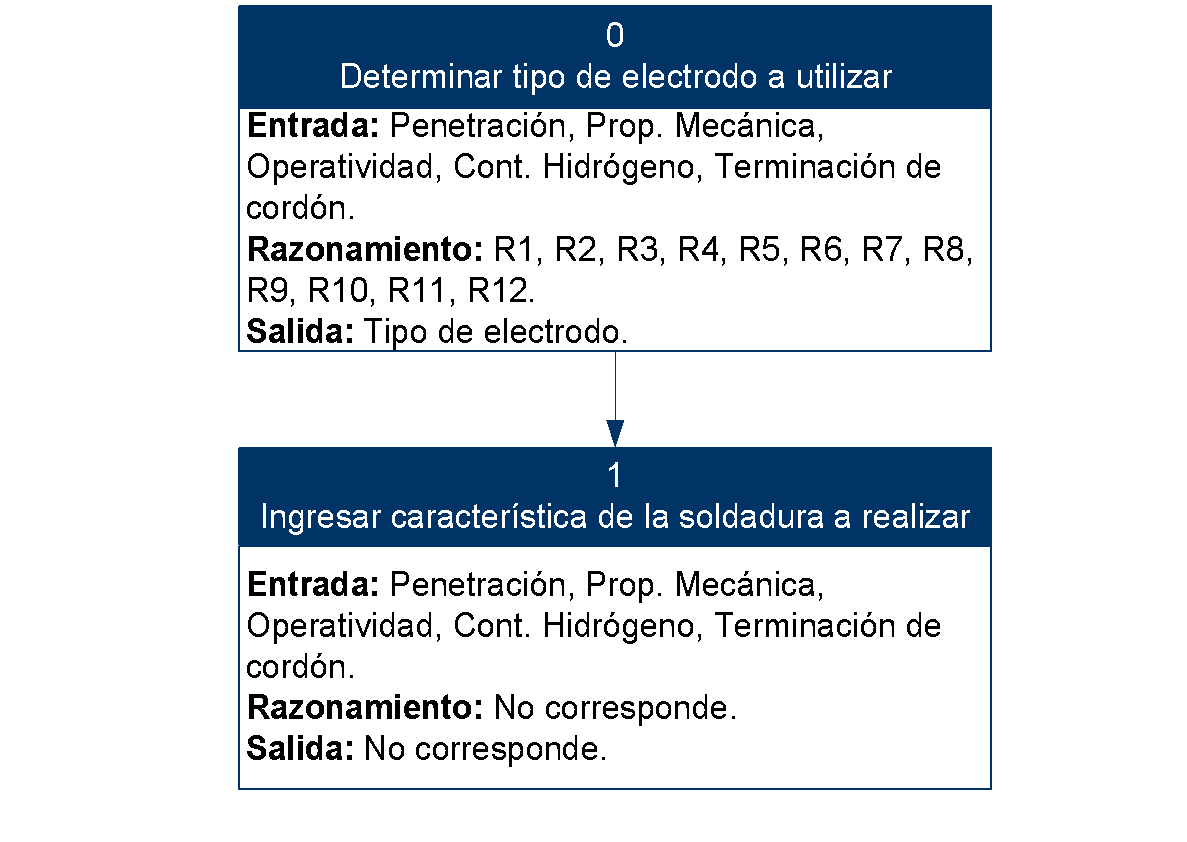 0
Determinar tipo de electrodo a utilizar
Entrada: Penetración, Prop. Mecánica,
Operatividad, Cont. Hidrógeno, Terminación de
cordón.
Razonamiento: R1, R2, R3, R4, R5, R6, R7, R8,
R9, R10, R11, R12.
Salida: Tipo de electrodo.
1
Ingresar característica de la soldadura a realizar
Entrada: Penetración, Prop. Mecánica,
Operatividad, Cont. Hidrógeno, Terminación de
cordón.
Razonamiento: No corresponde.
Salida: No corresponde.